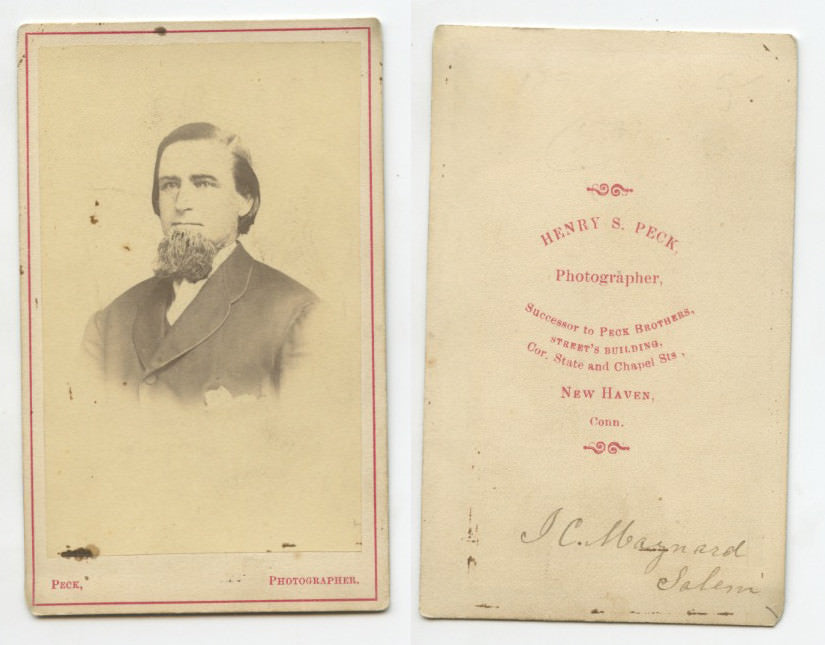 PECK,
PHOTOGRAPHER.
HENRY S. PECK,
Photographer,
Successor to PECK BROTHERS,
STREET'S BUILDING,
Cor. State and Chapel Sts.,
NEW HAVEN,
Conn.
J C. Maynard
Salem